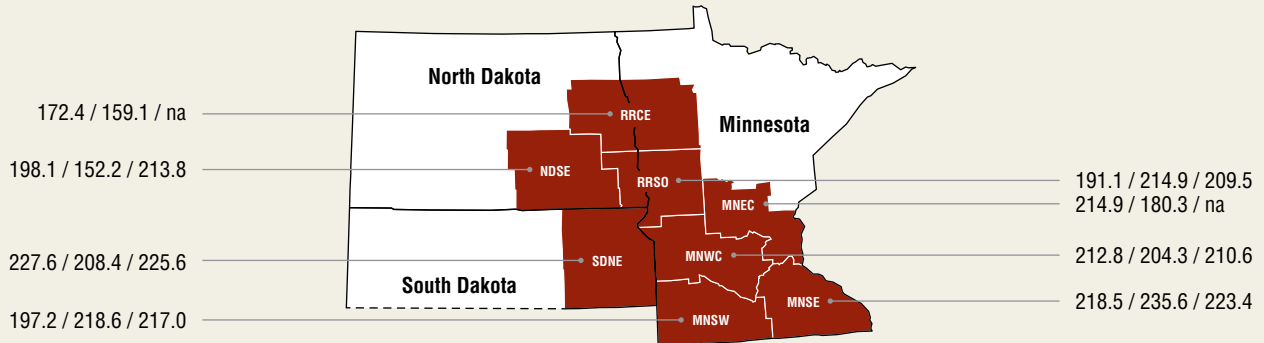 North Dakota
172.4 / 159.1 / na
RRCE
Minnesota
198.1 / 152.2 / 213.8
NDSE
RRSO
191.1 / 214.9 / 209.5
MNEC
214.9 / 180.3 / na
227.6 / 208.4 / 225.6
SDNE
MNWC
212.8 / 204.3 / 210.6
South Dakota
MNSE
218.5 / 235.6 / 223.4
197.2 / 218.6 / 217.0
MNSW